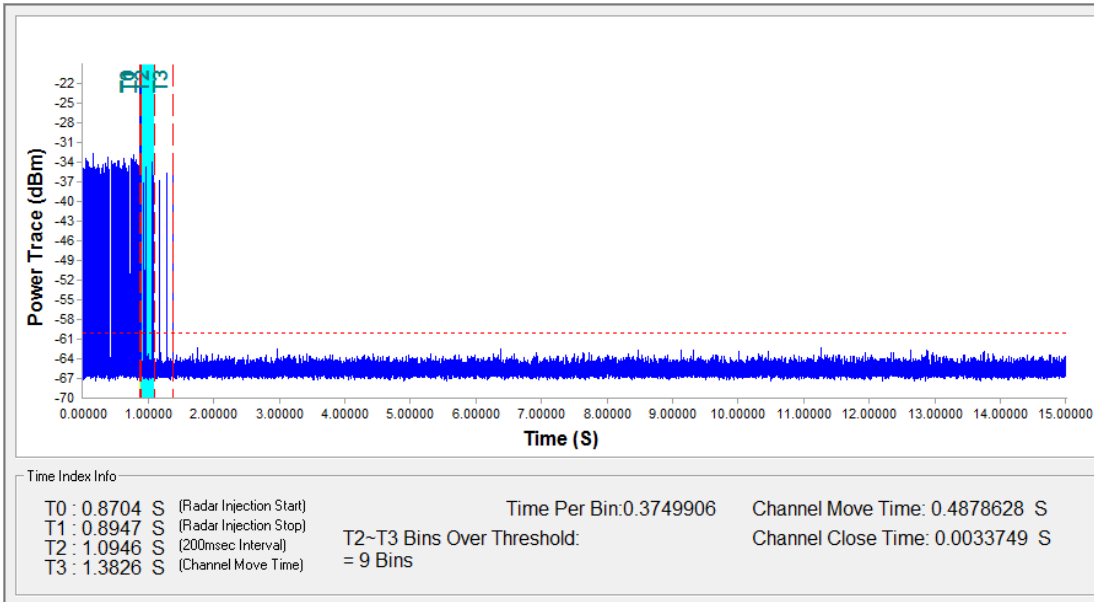 T0 T1 T2 T3
-22
-25
-28
-31
-34
-37
-40
-43
-46
-49
-52
-55
-58
-61
-64
-67
-70
Power Trace (dBm)
0.00000 1.00000 2.00000 3.00000 4.00000 5.00000 6.00000 7.00000 8.00000 9.00000 10.00000 11.00000 12.00000 13.00000 14.00000 15.00000
Time (S)
Time Index Info
T0 : 0.8704 S (Radar Injection Start)
T1 : 0.8947 S (Radar Injection Stop)
T2 : 1.0946 S (200msec Interval)
T3 : 1.3826 S (Channel Move Time)
Time Per Bin:0.3749906
T2~T3 Bins Over Threshold:
= 9 Bins
Channel Move Time: 0.4878628 S
Channel Close Time: 0.0033749 S